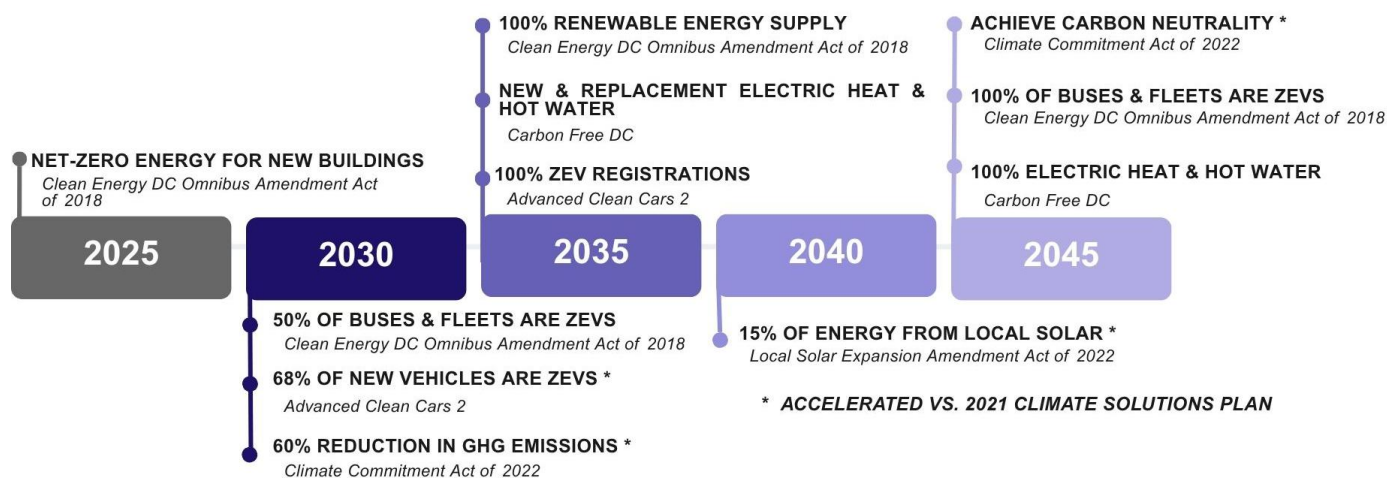 NET-ZERO ENERGY FOR NEW BUILDINGS
Clean Energy DC Omnibus Amendment Act
of 2018
2025
2030
50% OF BUSES & FLEETS ARE ZEVS
Clean Energy DC Omnibus Amendment Act of 2018
68% OF NEW VEHICLES ARE ZEVS *
Advanced Clean Cars 2
60% REDUCTION IN GHG EMISSIONS *
Climate Commitment Act of 2022
100% RENEWABLE ENERGY SUPPLY
Clean Energy DC Omnibus Amendment Act of 2018
NEW & REPLACEMENT ELECTRIC HEAT &
HOT WATER
Carbon Free DC
100% ZEV REGISTRATIONS
Advanced Clean Cars 2
2035
2040
15% OF ENERGY FROM LOCAL SOLAR *
Local Solar Expansion Amendment Act of 2022
ACHIEVE CARBON NEUTRALITY *
Climate Commitment Act of 2022
100% OF BUSES & FLEETS ARE ZEVS
Clean Energy DC Omnibus Amendment Act of 2018
100% ELECTRIC HEAT & HOT WATER
Carbon Free DC
2045
* ACCELERATED VS. 2021 CLIMATE SOLUTIONS PLAN